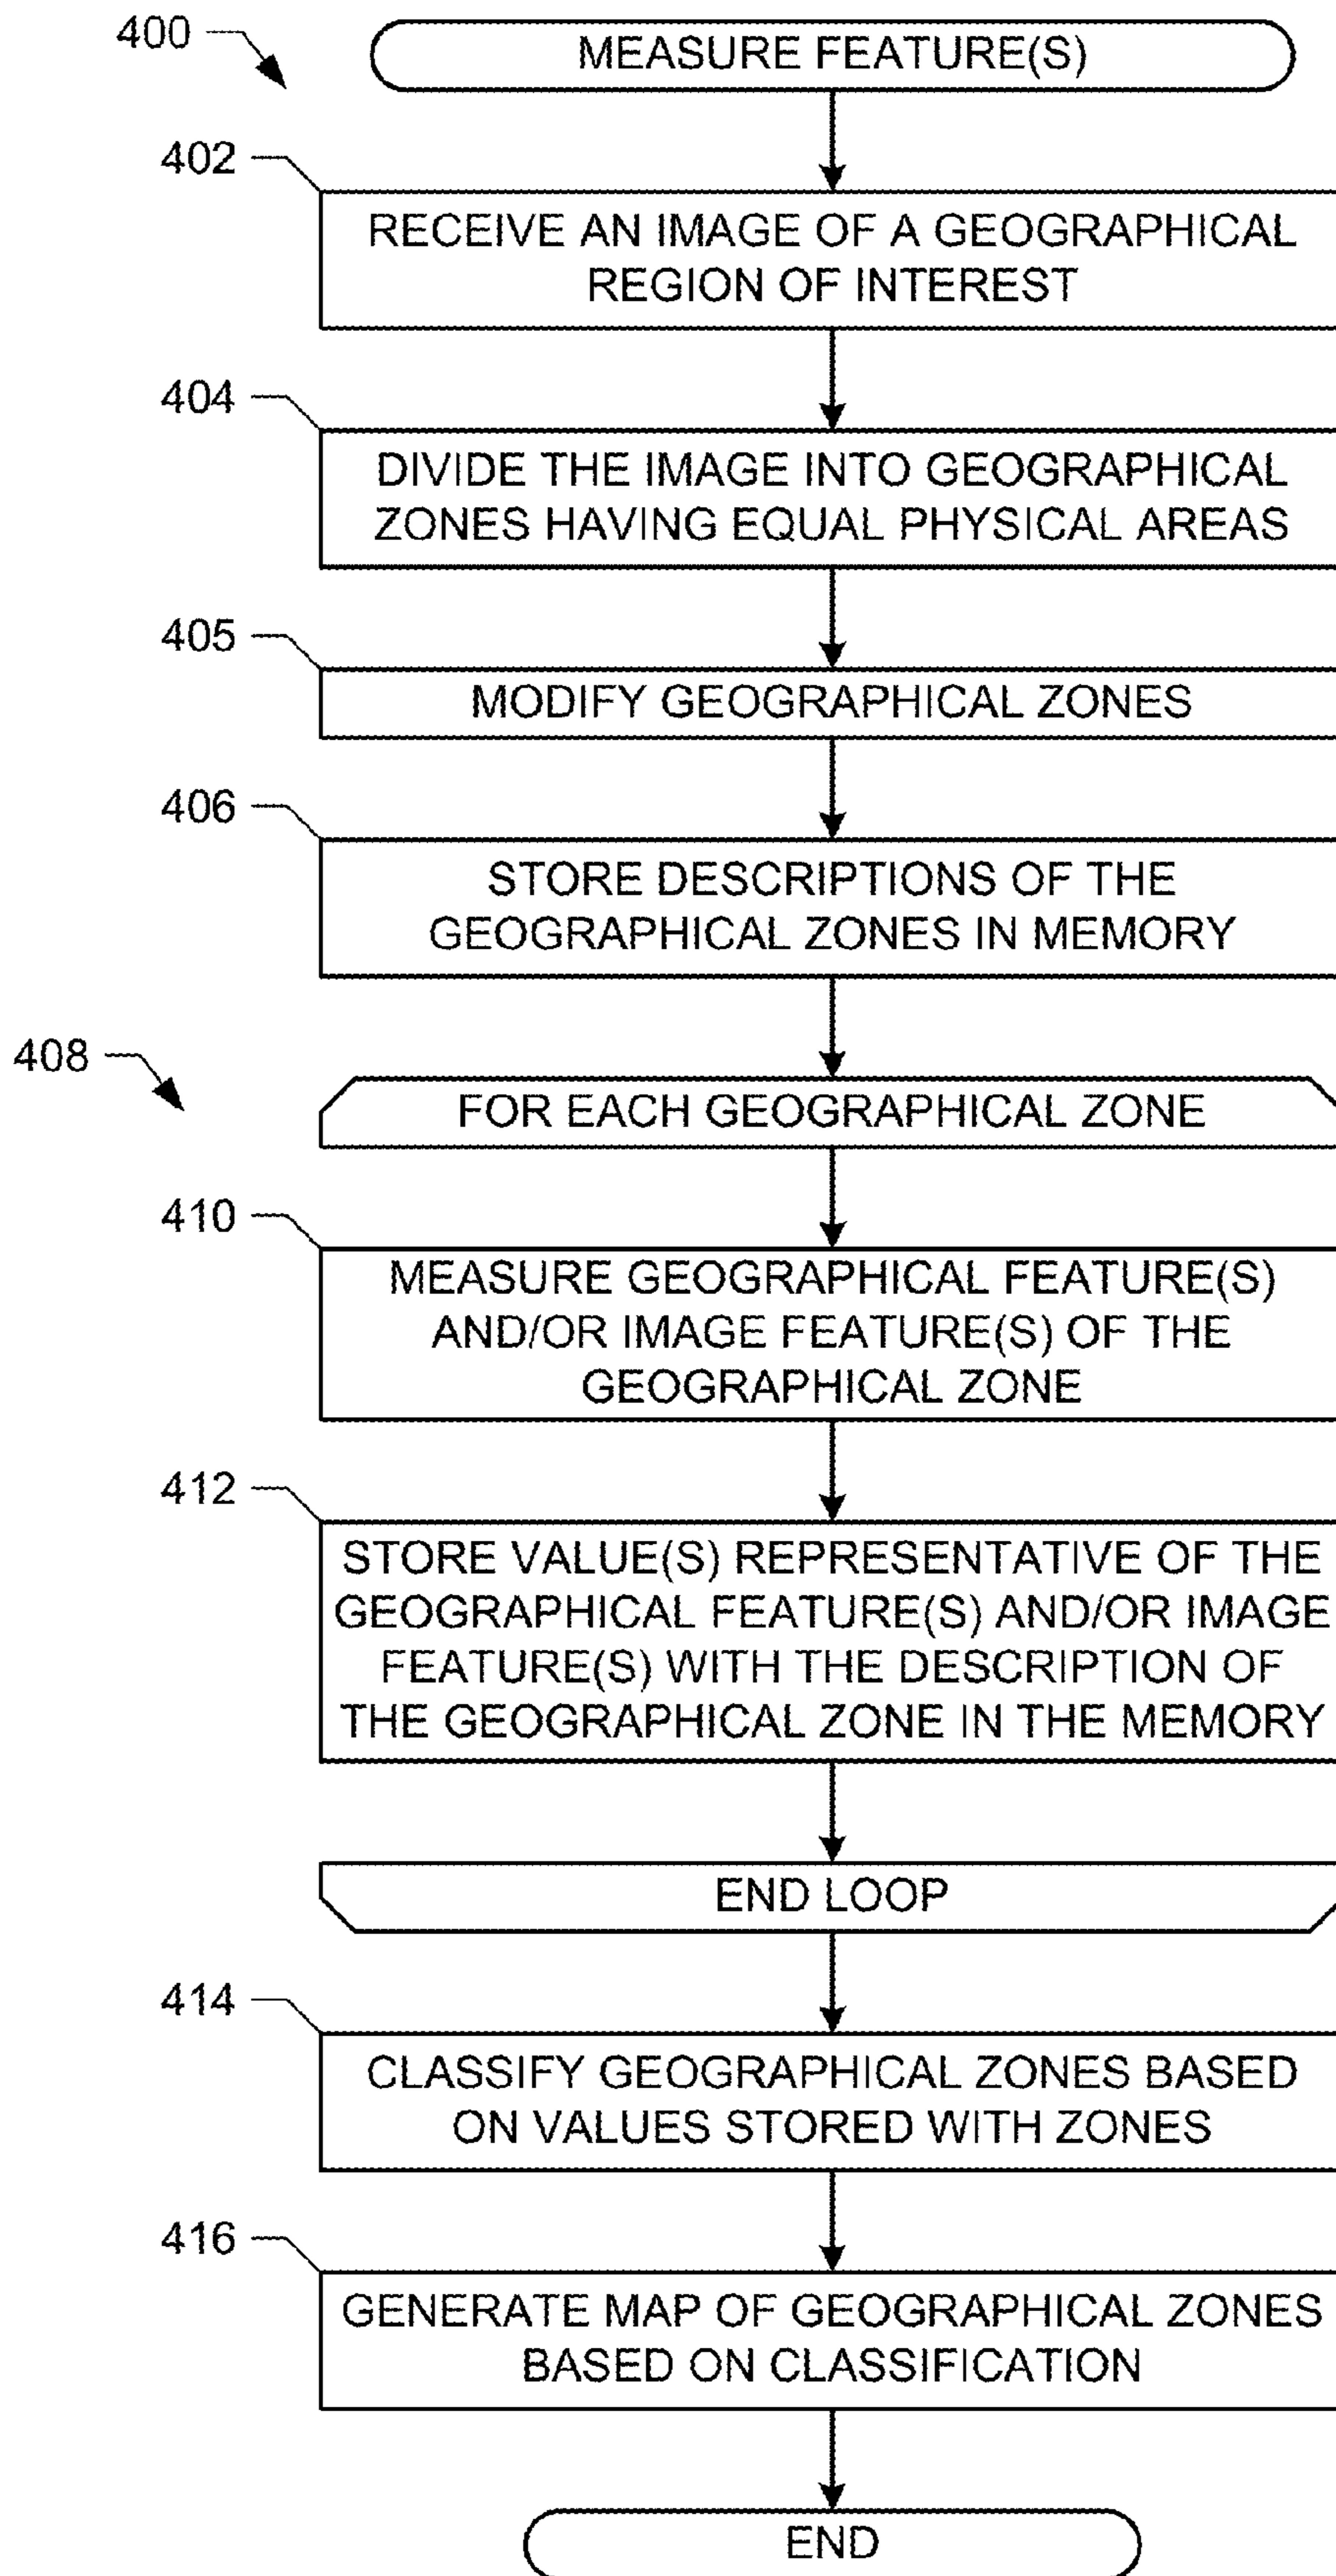 400
MEASURE FEATURE(S)
402
RECEIVE AN IMAGE OF A GEOGRAPHICAL
REGION OF INTEREST
404
DIVIDE THE IMAGE INTO GEOGRAPHICAL
ZONES HAVING EQUAL PHYSICAL AREAS
405
MODIFY GEOGRAPHICAL ZONES
406
STORE DESCRIPTIONS OF THE
GEOGRAPHICAL ZONES IN MEMORY
408
FOR EACH GEOGRAPHICAL ZONE
410
MEASURE GEOGRAPHICAL FEATURE(S)
AND/OR IMAGE FEATURE(S) OF THE
GEOGRAPHICAL ZONE
412
STORE VALUE(S) REPRESENTATIVE OF THE
GEOGRAPHICAL FEATURE(S) AND/OR IMAGE
FEATURE(S) WITH THE DESCRIPTION OF
THE GEOGRAPHICAL ZONE IN THE MEMORY
END LOOP
414
CLASSIFY GEOGRAPHICAL ZONES BASED
ON VALUES STORED WITH ZONES
416
GENERATE MAP OF GEOGRAPHICAL ZONES
BASED ON CLASSIFICATION
END